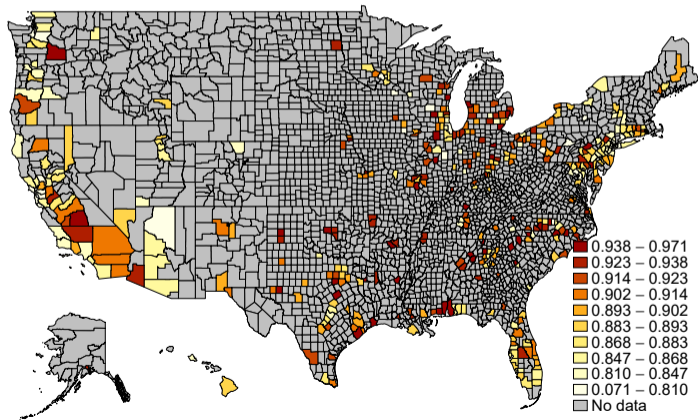 0.938 – 0.971
0.923 – 0.938
0.914 – 0.923
0.902 – 0.914
0.893 – 0.902
0.883 – 0.893
0.868 – 0.883
0.847 – 0.868
0.810 – 0.847
0.071 – 0.810
No data